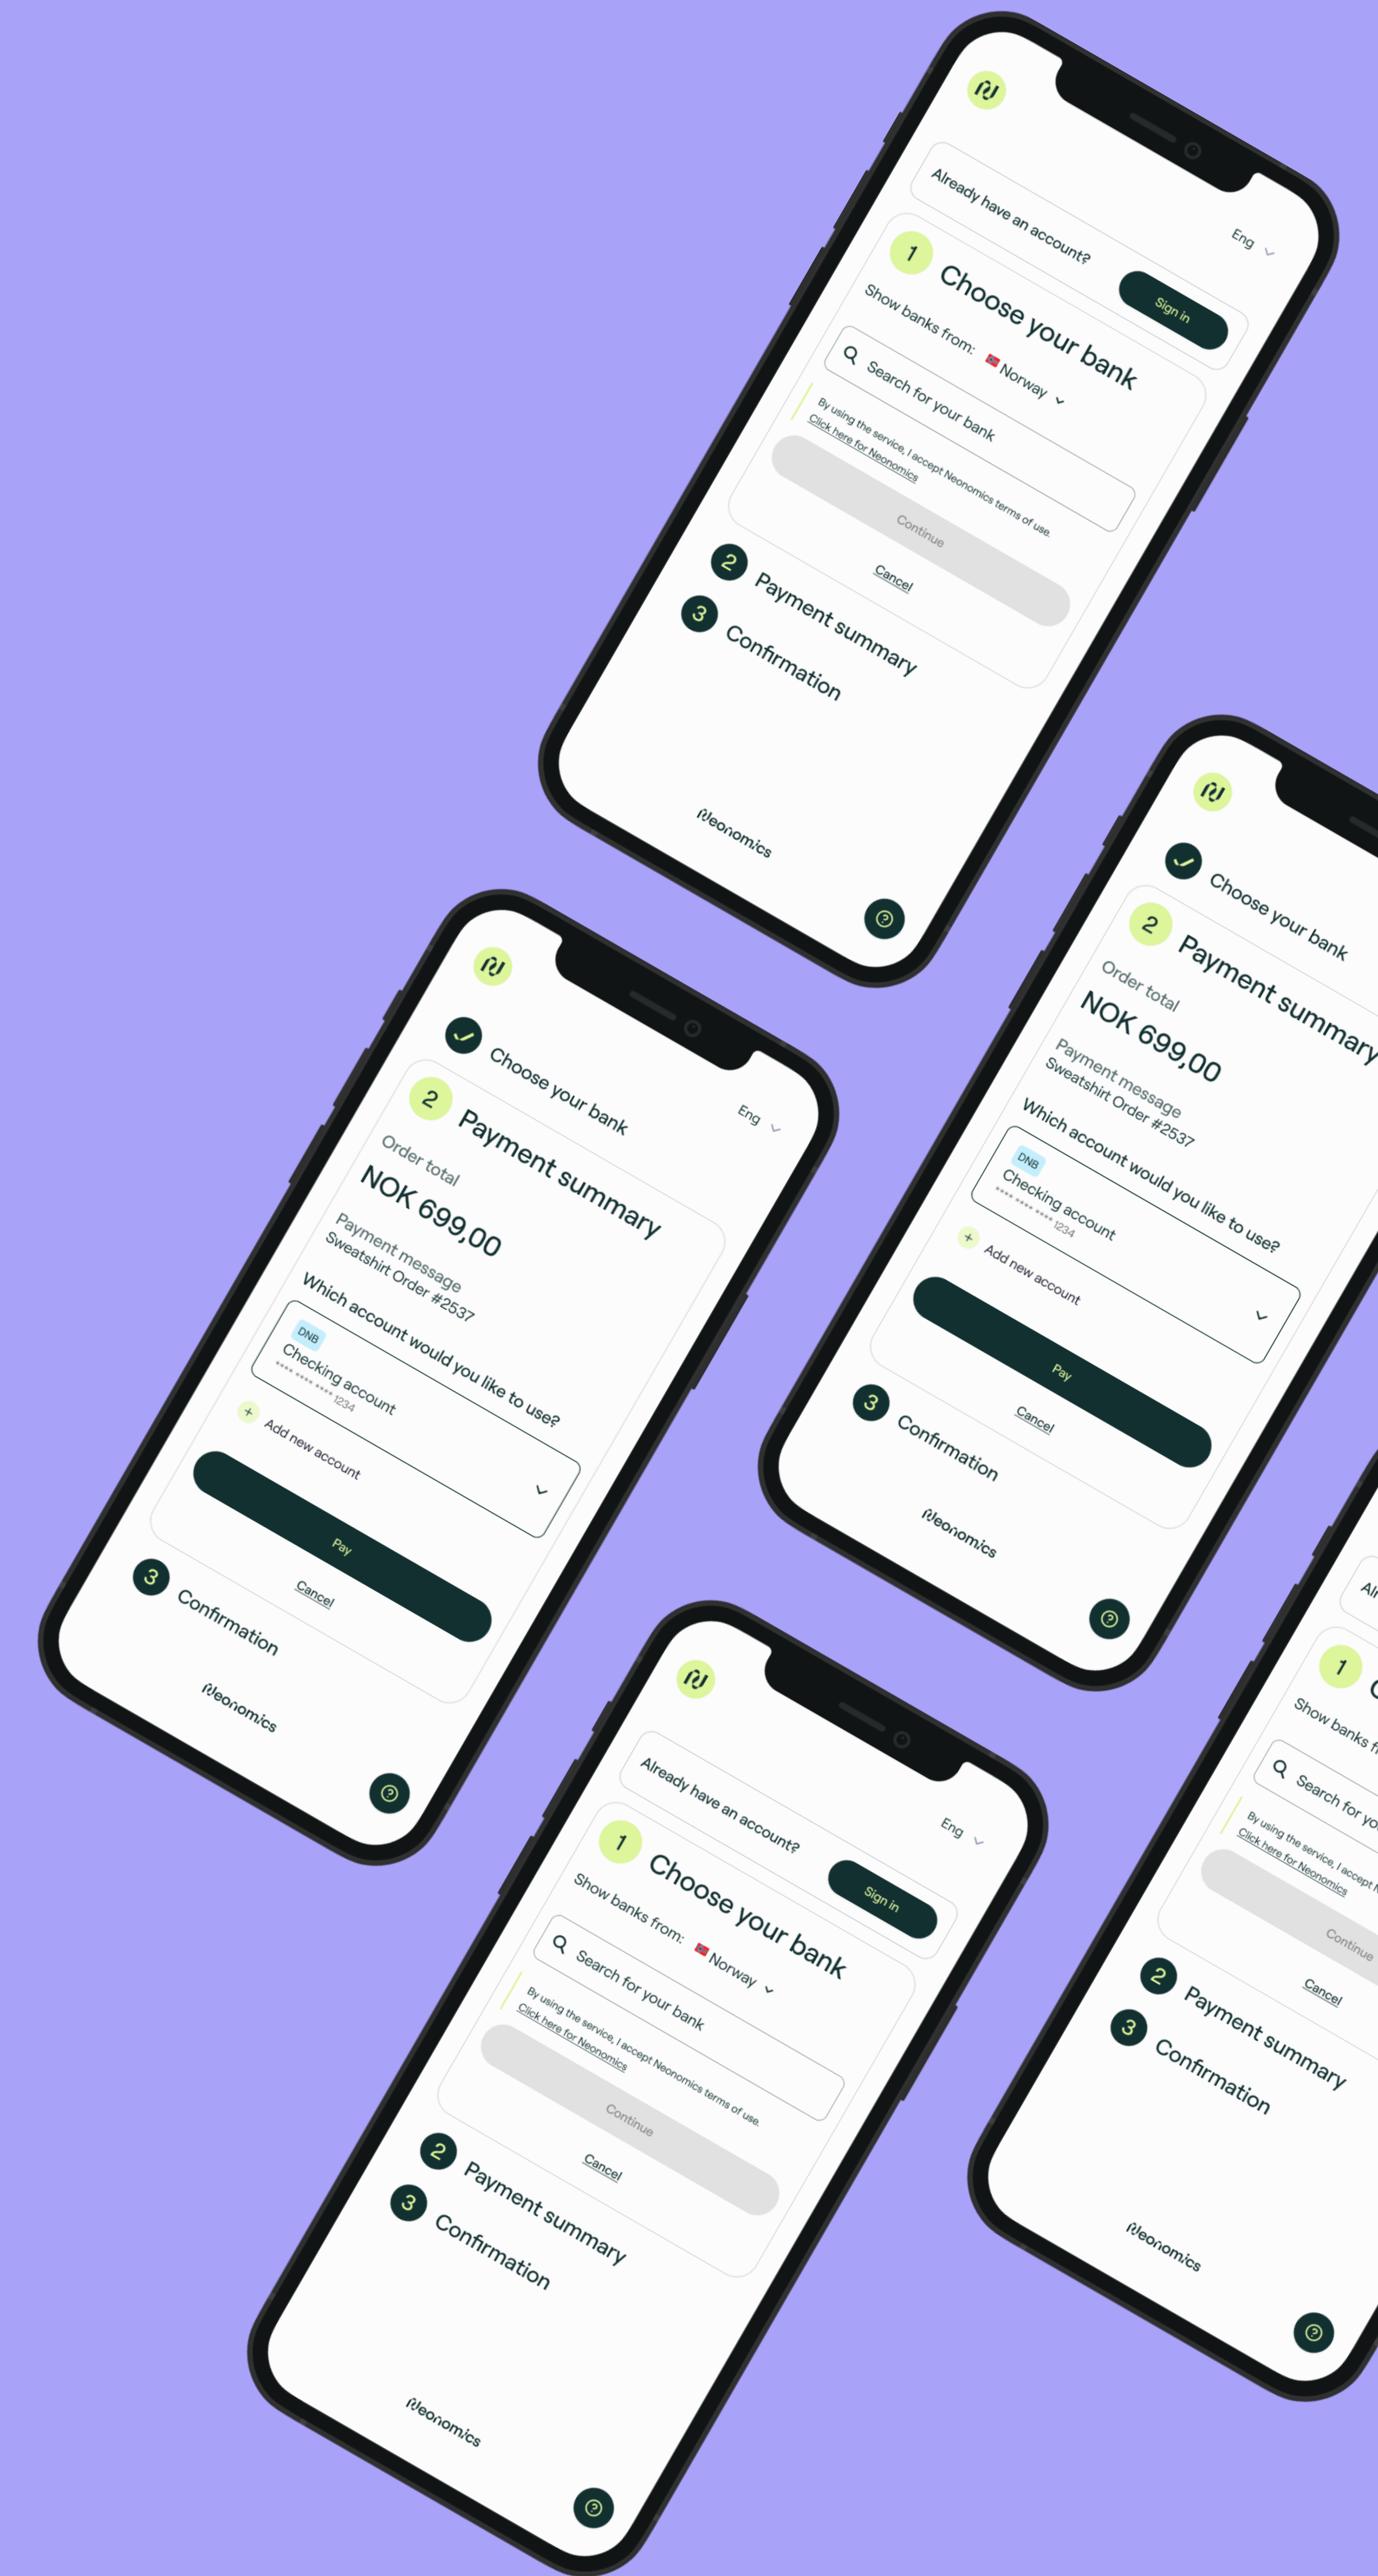 Eng
Already have an account?
Sign in
1
Choose your bank
Show banks from:
Norway
Search for your bank
By using the service, I accept Neonomics terms of use.
Click here for Neonomics
Continue
Cancel
2
Payment summary
3
Confirmation
Neonomics
Choose your bank
2
Payment summary
Order total
NOK 699,00
Payment message
Sweatshirt Order #2537
Which account would you like to use?
DNB
Checking account
**** **** **** 1234
Add new account
Pay
Cancel
3
Confirmation
Neonomics
Eng
Choose your bank
2
Payment summary
Order total
NOK 699,00
Payment message
Sweatshirt Order #2537
Which account would you like to use?
DNB
Checking account
**** **** **** 1234
Add new account
Pay
Cancel
3
Confirmation
Neonomics
Eng
Already have an account?
Sign in
1
Choose your bank
Show banks from:
Norway
Search for your bank
By using the service, I accept Neonomics terms of use.
Click here for Neonomics
Continue
Cancel
2
Payment summary
3
Confirmation
Neonomics
1
Show banks
Search for
By using the service, I accept
Click here for Neonomics
Continue
Cancel
2
Payment summary
3
Confirmation
Neonomics